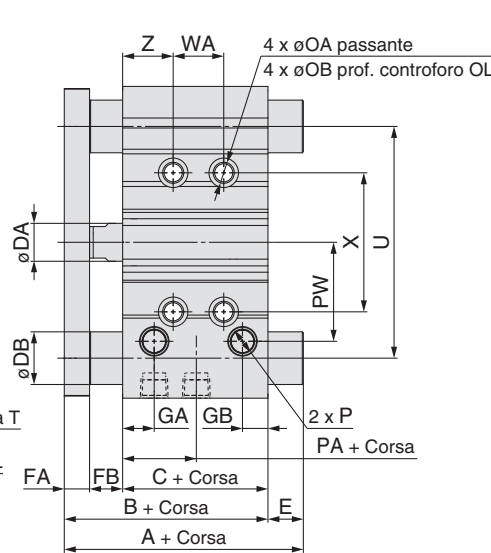 Z
WA
4 x øOA passante
4 x øOB prof. controforo OL
øDA
PW
X
U
øDB
a T
GA
GB
2 x P
PA + Corsa
FA
FB
C + Corsa
B + Corsa
E
A + Corsa